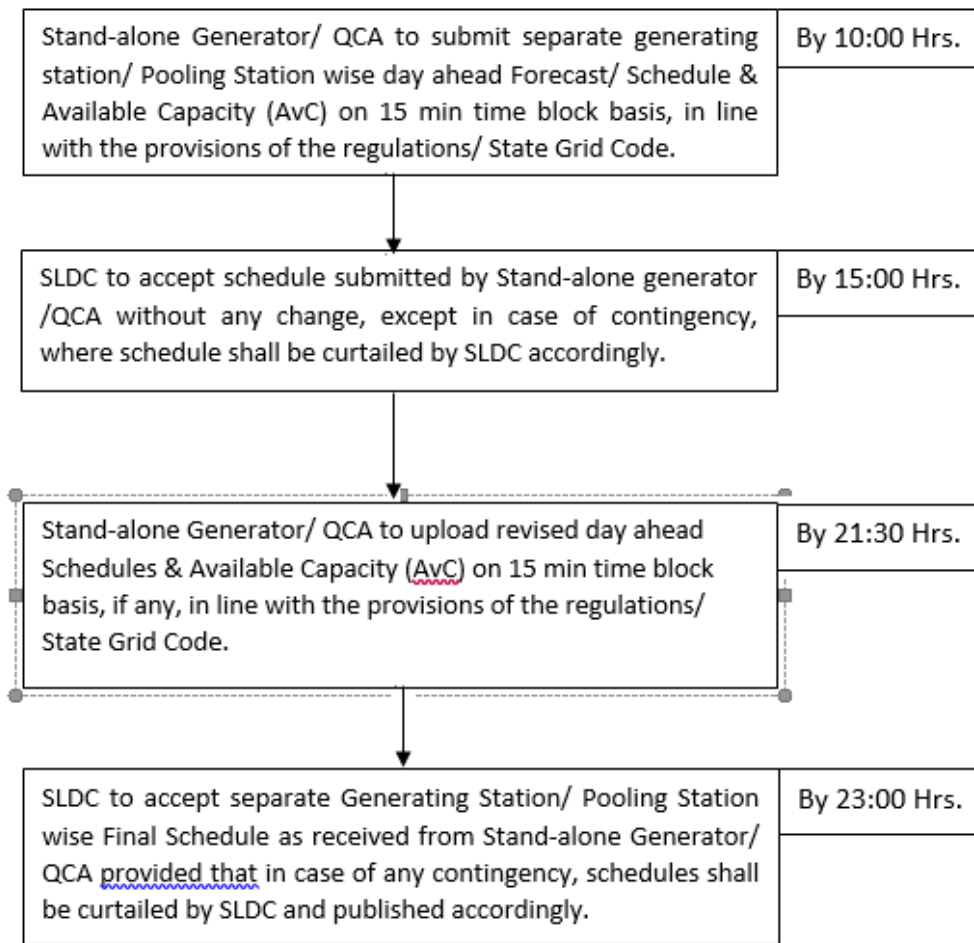 Stand-alone Generator/ QCA to submit separate generating
station/ Pooling Station wise day ahead Forecast/ Schedule &
Available Capacity (AvC) on 15 min time block basis, in line
with the provisions of the regulations/ State Grid Code.
By 10:00 Hrs.
SLDC to accept schedule submitted by Stand-alone generator
/QCA without any change, except in case of contingency,
where schedule shall be curtailed by SLDC accordingly.
By 15:00 Hrs.
Stand-alone Generator/ QCA to upload revised day ahead
Schedules & Available Capacity (AvC) on 15 min time block
basis, if any, in line with the provisions of the regulations/
State Grid Code.
By 21:30 Hrs.
SLDC to accept separate Generating Station/ Pooling Station
wise Final Schedule as received from Stand-alone Generator/
QCA provided that in case of any contingency, schedules shall
be curtailed by SLDC and published accordingly.
By 23:00 Hrs.